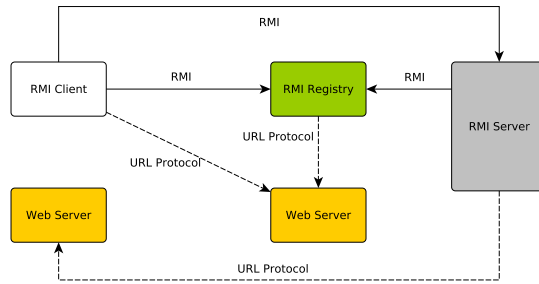 RMI
RMI Client
RMI
RMI Registry
RMI
RMI Server
URL Protocol
URL Protocol
Web Server
Web Server
URL Protocol